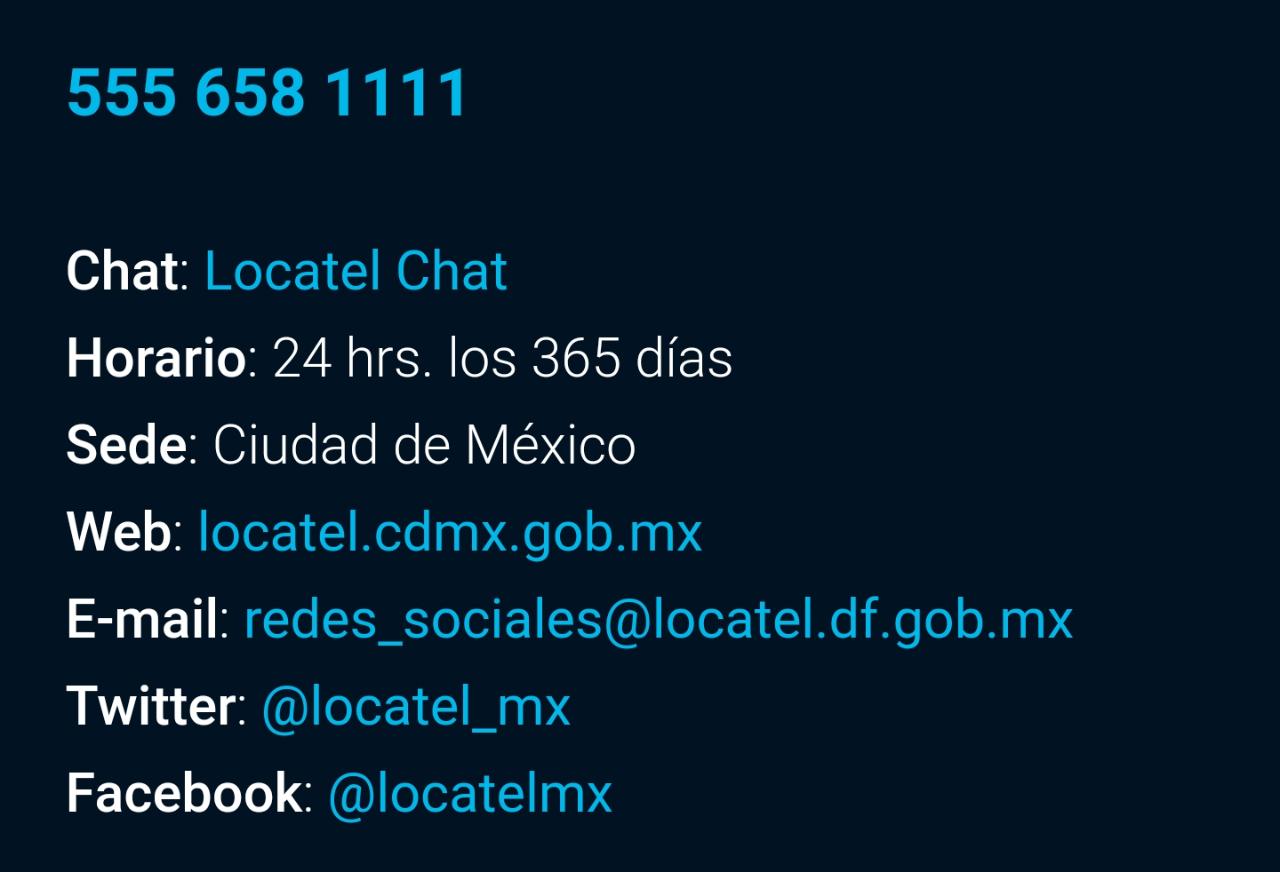 555 658 1111
Chat: Locatel Chat
Horario: 24 hrs. los 365 días
Sede: Ciudad de México
Web: locatel.cdmx.gob.mx
E-mail: redes_sociales@locatel.df.gob.mx
Twitter: @locatel_mx
Facebook: @locatelmx